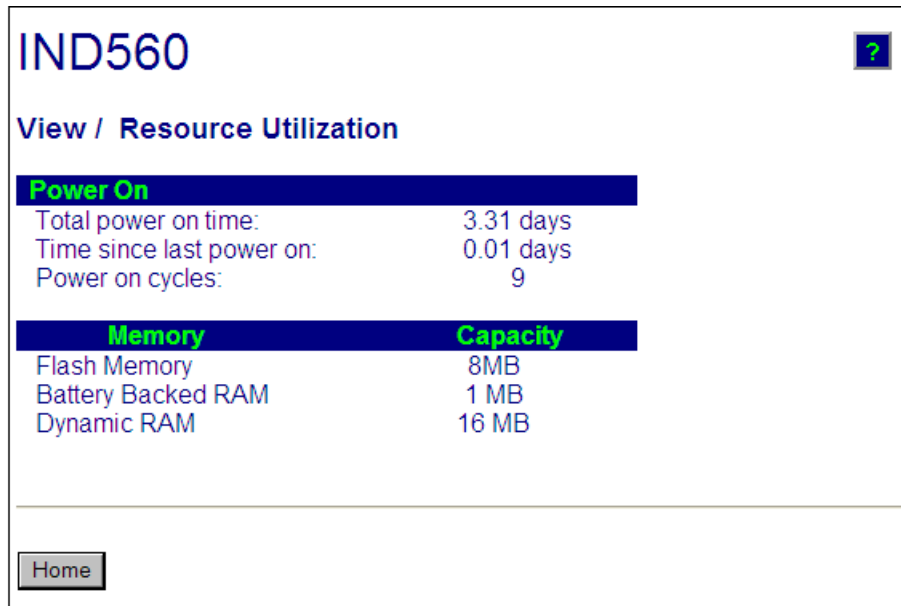 IND560
?
View / Resource Utilization
Power On
Total power on time: 3.31 days
Time since last power on: 0.01 days
Power on cycles: 9
Memory Capacity
Flash Memory 8MB
Battery Backed RAM 1 MB
Dynamic RAM 16 MB
Home